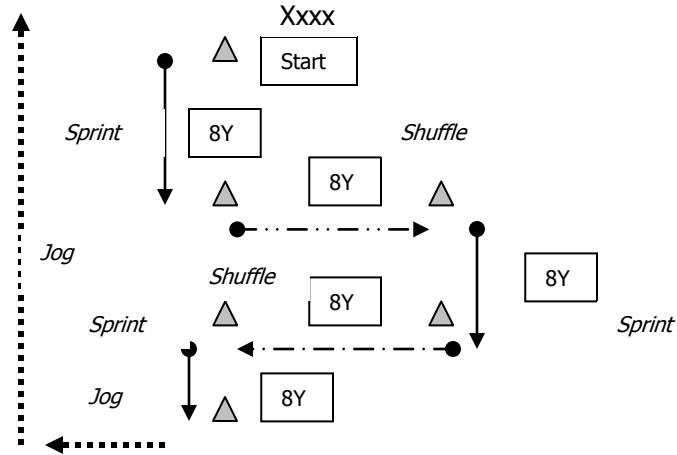 Xxxx
Start
Sprint
8Y
Shuffle
8Y
Jog
Shuffle
8Y
8Y
Sprint
Sprint
Jog
8Y